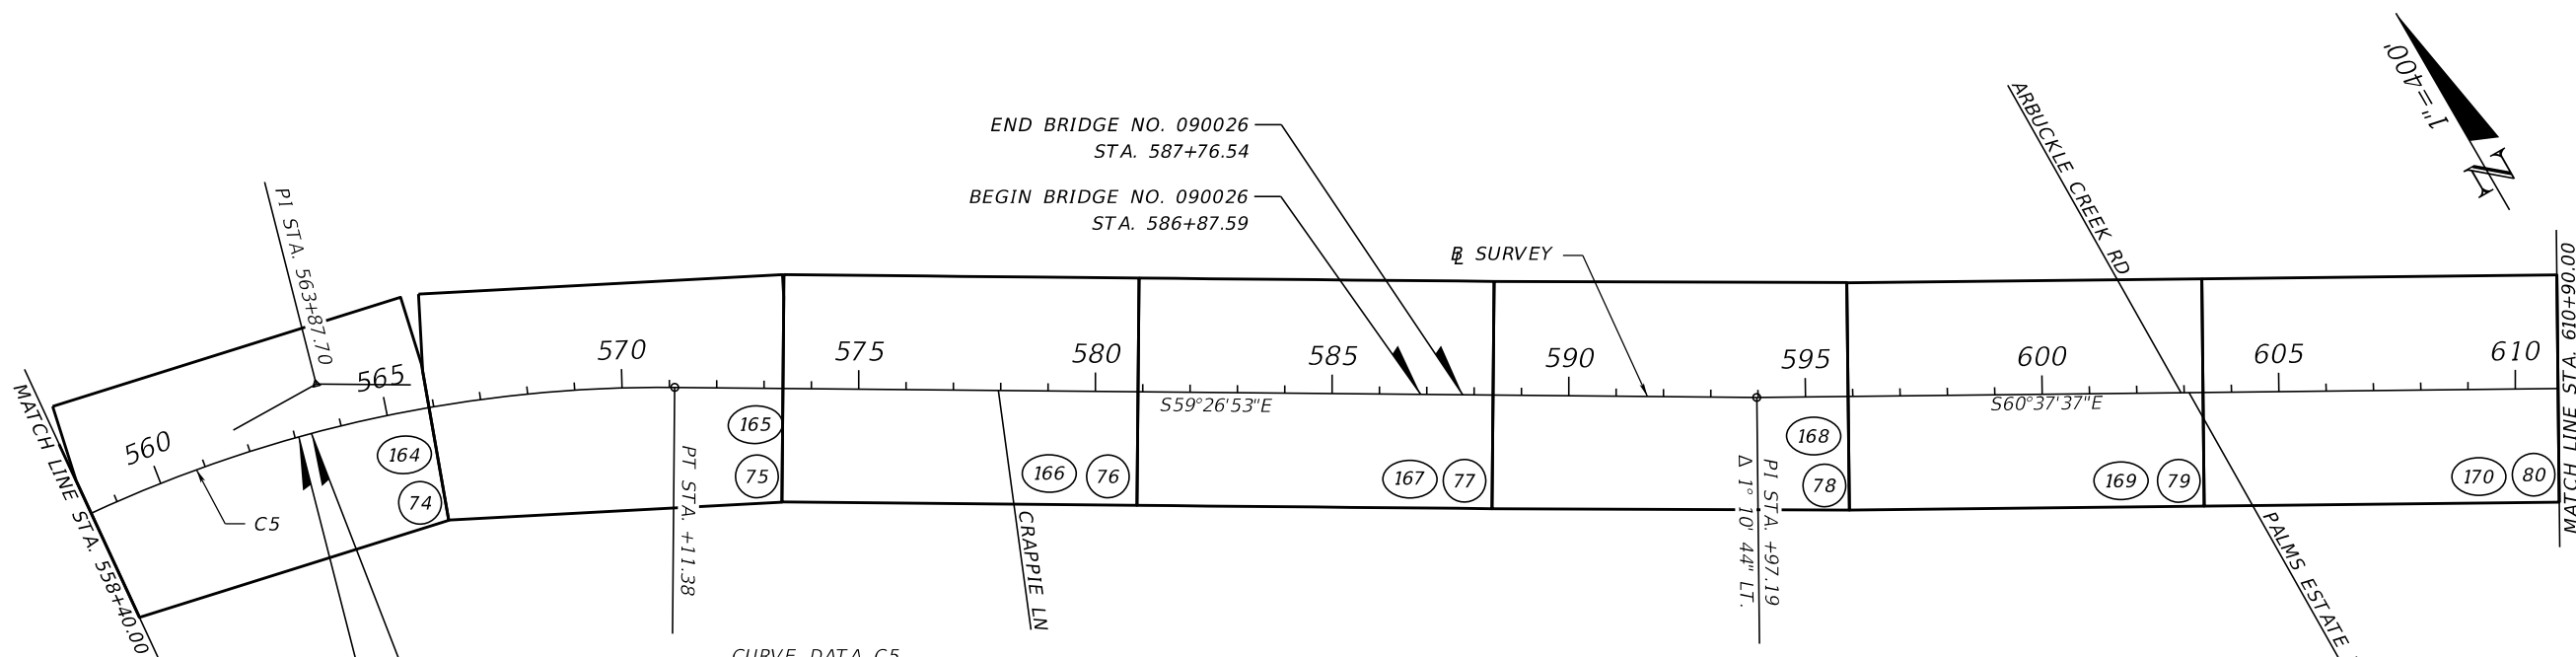 END BRIDGE NO. 090026
STA. 587+76.54
BEGIN BRIDGE NO. 090026
STA. 586+87.59
B SURVEY
L
1"=400'
N
ARBUCKLE CREEK RD
PI STA. 563+87.70
MATCH LINE STA. 558+40.00
560
565
570
575
580
585
590
595
600
605
610
S59°26'53"E
S60°37'37"E
C5
164
74
165
75
166
76
167
77
168
78
169
79
170
80
PT STA. +11.38
CRAPPIE LN
PI STA. +97.19
Δ 1° 10' 44" LT.
PALMS ESTATE
MATCH LINE STA. 610+90.00
CURVE DATA C5